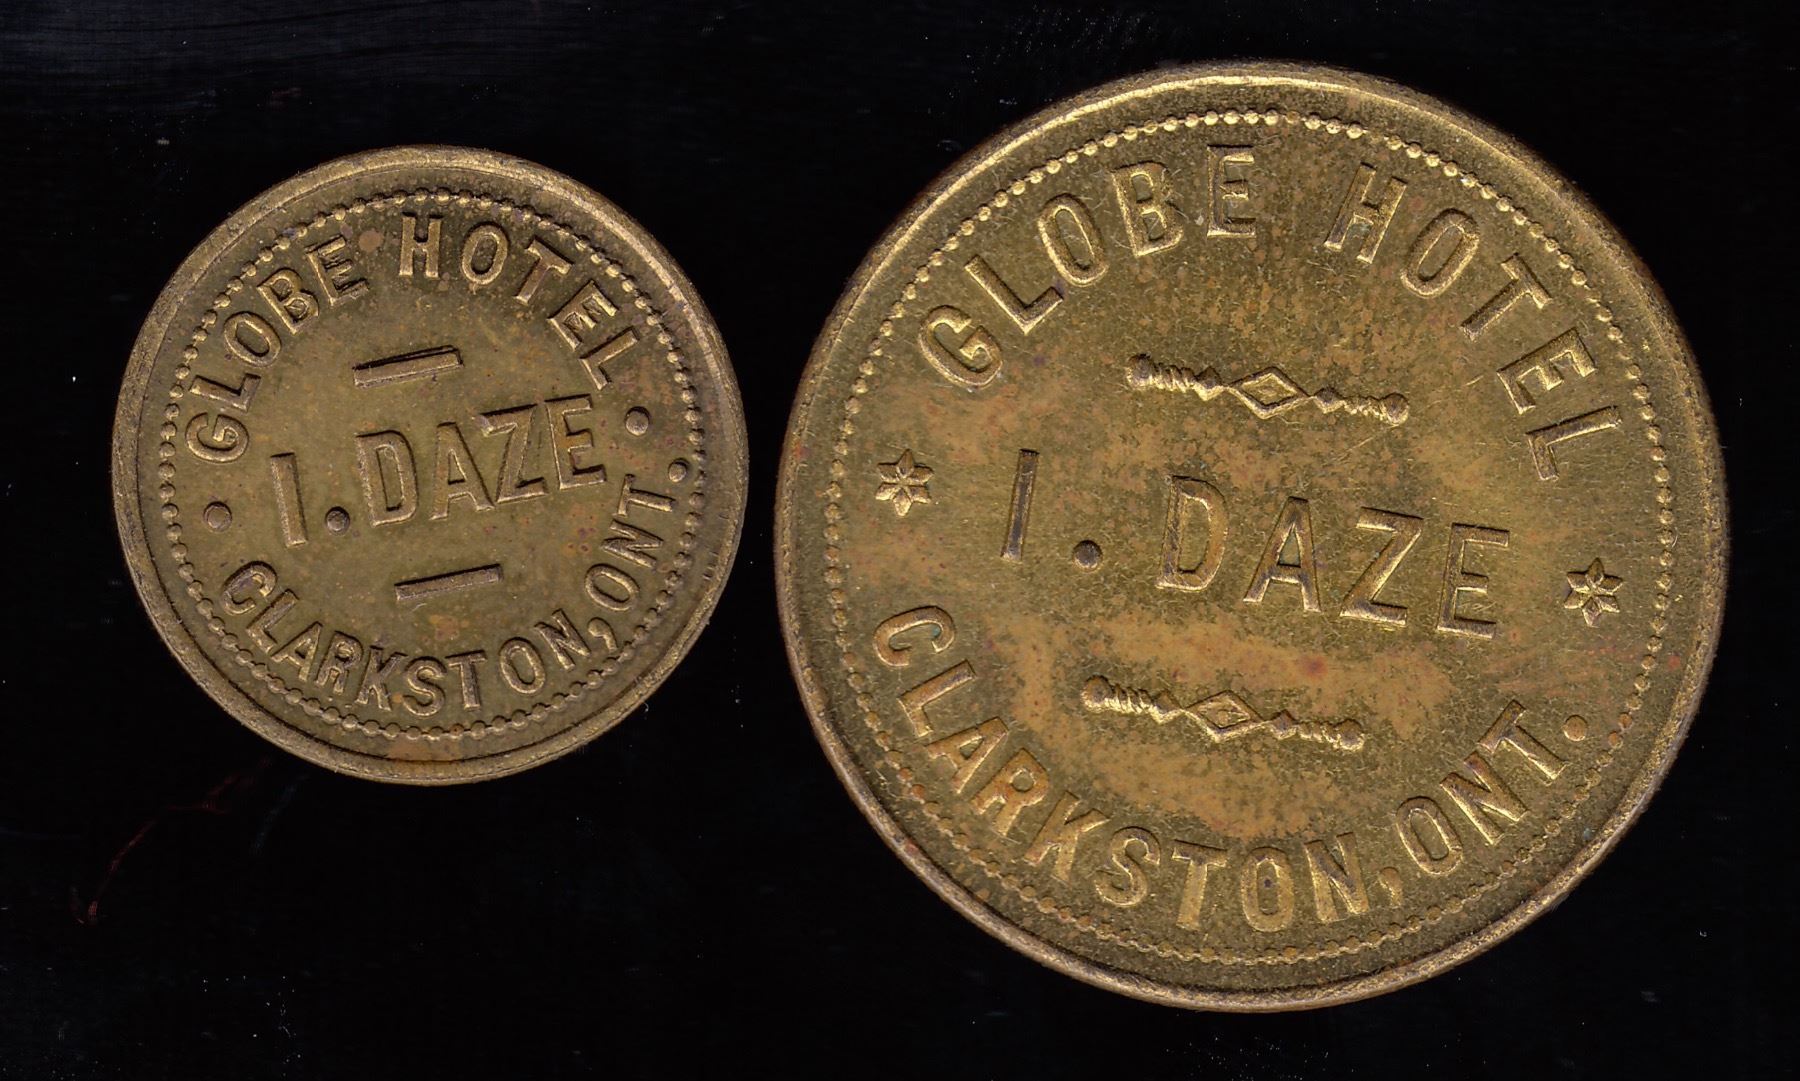 GLOBE HOTEL
I. DAZE
CLARKSTON, ONT.
GLOBE HOTEL
I. DAZE
CLARKSTON, ONT.